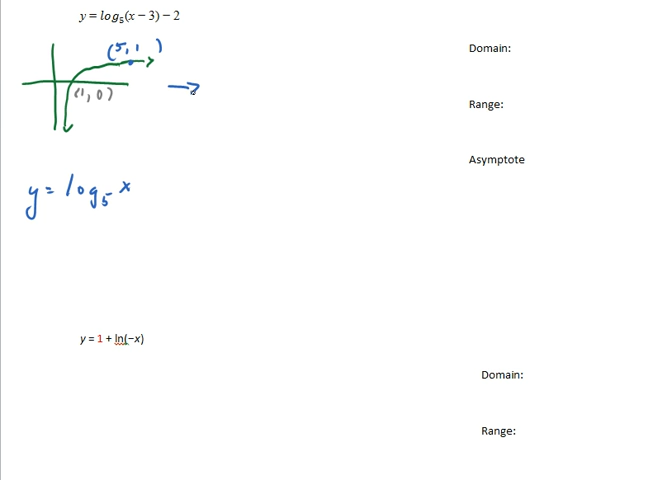 y = log₅(x − 3) − 2
(5, 1 )
Domain:
(1, 0)
Range:
Asymptote
y = log₅ x
y = 1 + ln(−x)
Domain:
Range: